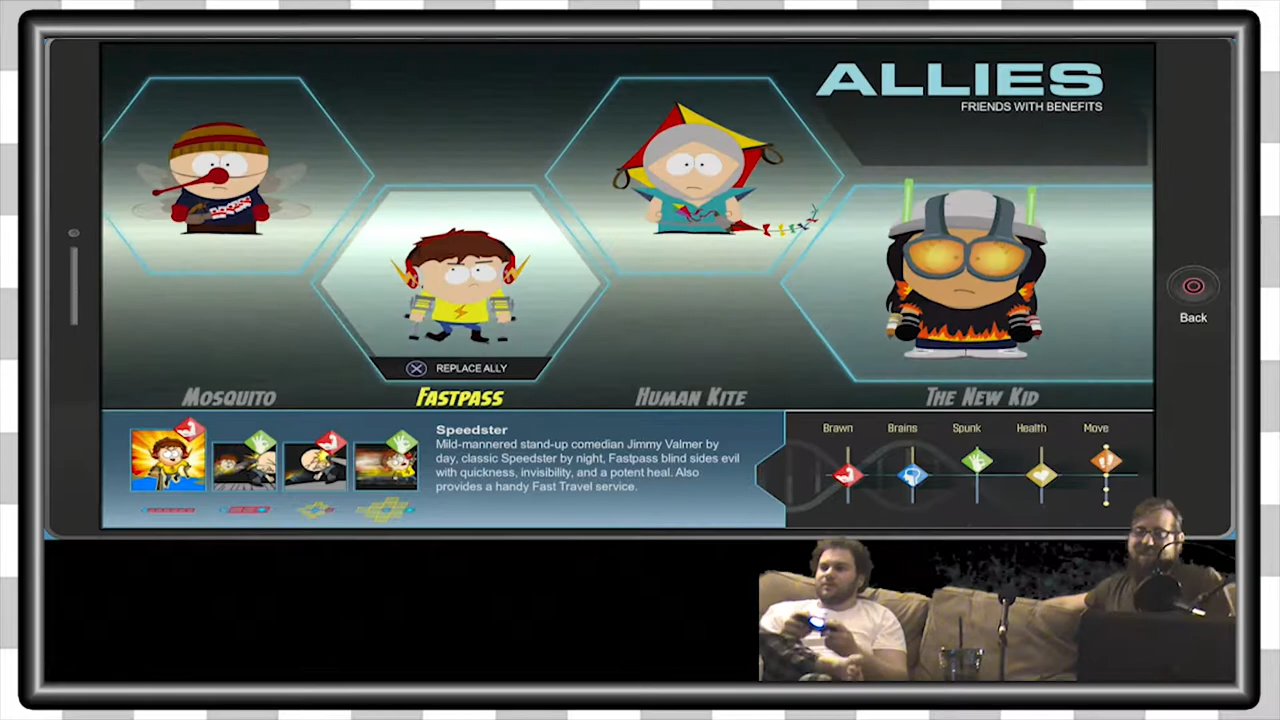 ALLIES
FRIENDS WITH BENEFITS
Back
REPLACE ALLY
MOSQUITO
FASTPASS
HUMAN KITE
THE NEW KID
Speedster
Mild-mannered stand-up comedian Jimmy Valmer by
day, classic Speedster by night, Fastpass blind sides evil
with quickness, invisibility, and a potent heal. Also
provides a handy Fast Travel service.
Brawn Brains Spunk Health Move